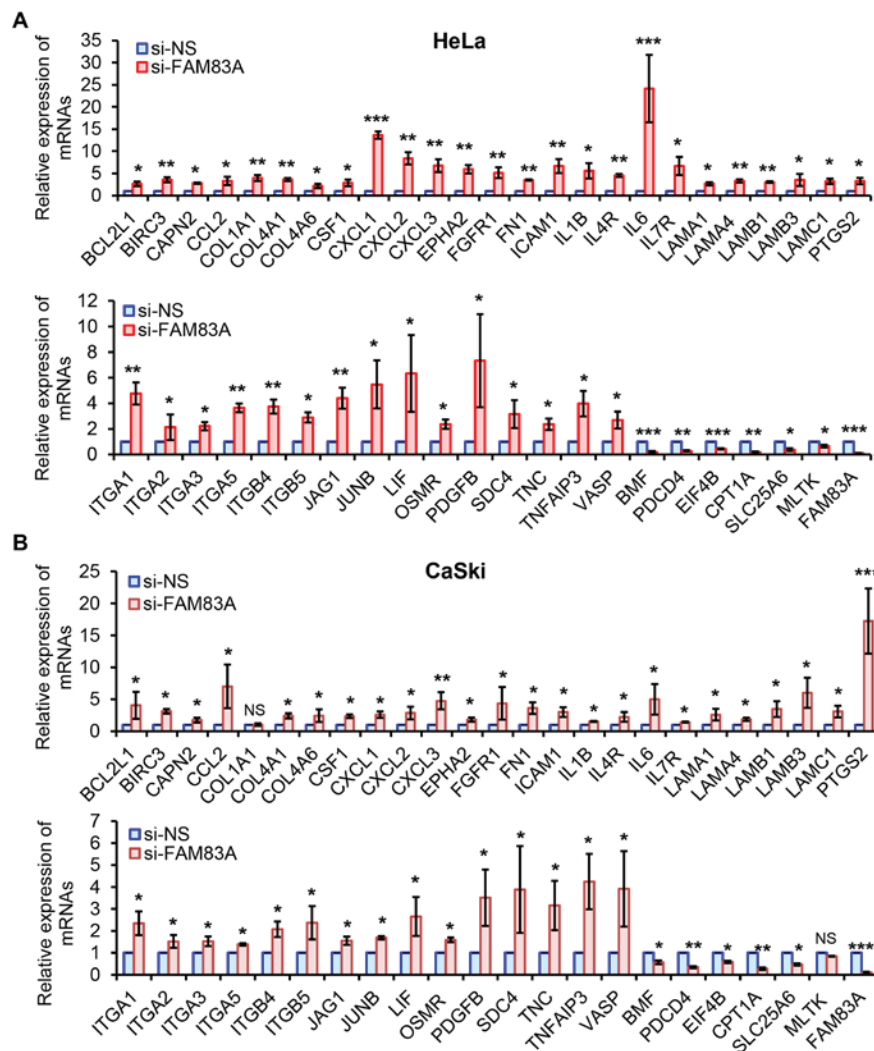 A
HeLa
si-NS
si-FAM83A
Relative expression of
mRNAs
35
30
25
20
15
10
5
0
* ** * * ** ** * * *** ** ** ** ** ** ** * ** *** * * ** ** * * *
BCL2L1 BIRC3 CAPN2 CCL2 COL1A1 COL4A1 COL4A6 CSF1 CXCL1 CXCL2 CXCL3 EPHA2 FGFR1 FN1 ICAM1 IL1B IL4R IL6 IL7R LAMA1 LAMA4 LAMB1 LAMB3 LAMC1 PTGS2
si-NS
si-FAM83A
Relative expression of
mRNAs
12
10
8
6
4
2
0
** * * ** ** * ** * * * * * * * * *** ** *** ** * * ***
ITGA1 ITGA2 ITGA3 ITGA5 ITGB4 ITGB5 JAG1 JUNB LIF OSMR PDGFB SDC4 TNC TNFAIP3 VASP BMF PDCD4 EIF4B CPT1A SLC25A6 MLTK FAM83A
B
CaSki
si-NS
si-FAM83A
Relative expression of
mRNAs
25
20
15
10
5
0
* * * * NS * * * * * ** * * * * * * * * * * * * * ***
BCL2L1 BIRC3 CAPN2 CCL2 COL1A1 COL4A1 COL4A6 CSF1 CXCL1 CXCL2 CXCL3 EPHA2 FGFR1 FN1 ICAM1 IL1B IL4R IL6 IL7R LAMA1 LAMA4 LAMB1 LAMB3 LAMC1 PTGS2
si-NS
si-FAM83A
Relative expression of
mRNAs
7
6
5
4
3
2
1
0
* * * * * * * * * * * * * * * * ** * ** * NS ***
ITGA1 ITGA2 ITGA3 ITGA5 ITGB4 ITGB5 JAG1 JUNB LIF OSMR PDGFB SDC4 TNC TNFAIP3 VASP BMF PDCD4 EIF4B CPT1A SLC25A6 MLTK FAM83A